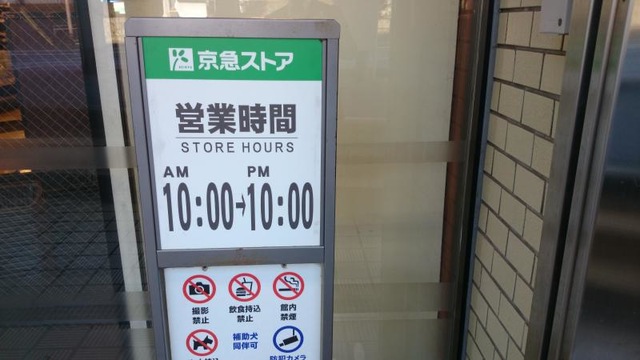 京急ストア
営業時間
STORE HOURS
AM PM
10:00→10:00
撮影 飲食持込 館内
禁止 禁止 禁煙
補助犬
同伴可
防犯カメラ